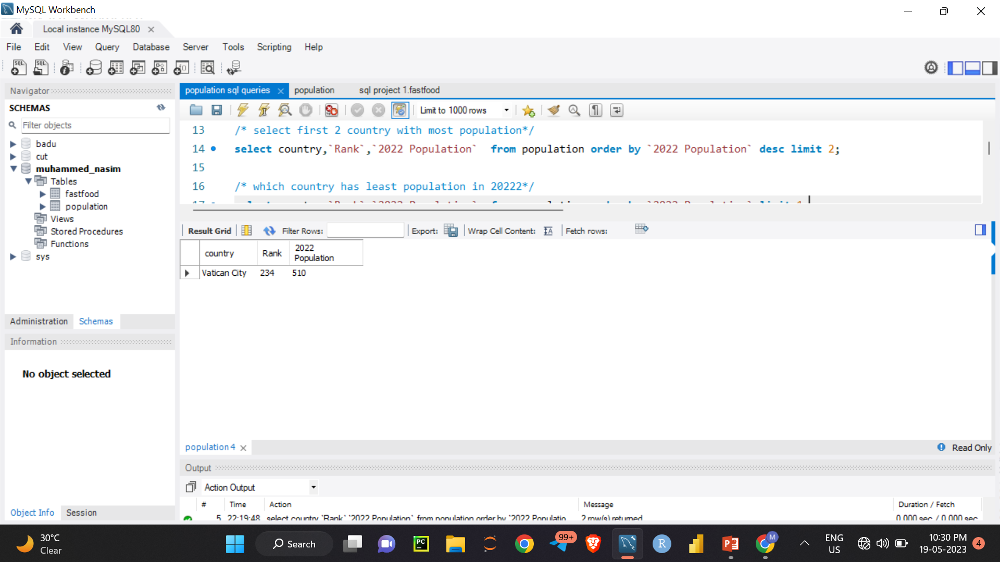 MySQL Workbench
Local instance MySQL80
File Edit View Query Database Server Tools Scripting Help
Navigator
SCHEMAS
Filter objects
badu
cut
muhammed_nasim
Tables
fastfood
population
Views
Stored Procedures
Functions
sys
Administration Schemas
Information
No object selected
Object Info Session
population sql queries population sql project 1.fastfood
Limit to 1000 rows
13 /* select first 2 country with most population*/
14 select country,`Rank`,`2022 Population` from population order by `2022 Population` desc limit 2;
15
16 /* which country has least population in 20222*/
Result Grid Filter Rows: Export: Wrap Cell Content: Fetch rows:
country Rank 2022 Population
Vatican City 234 510
population 4
Read Only
Output
Action Output
# Time Action Message Duration / Fetch
5 22:19:48 select country,`Rank`,`2022 Population` from population order by `2022 Populatio... 2 row(s) returned 0.000 sec / 0.000 sec
30°C
Clear
Search
PC
99+
R
M
ENG
US
10:30 PM
19-05-2023
4